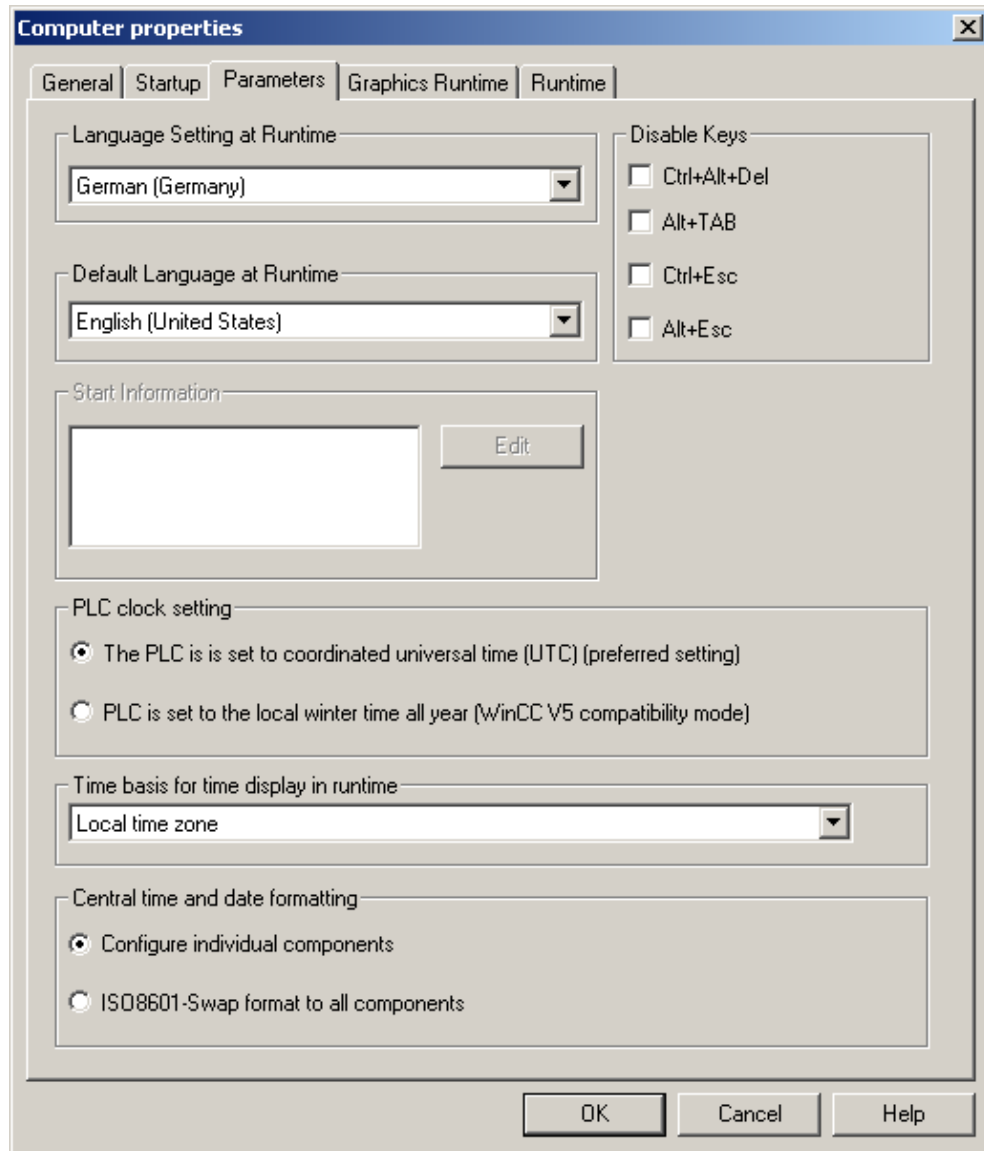 Computer properties
General Startup Parameters Graphics Runtime Runtime
Language Setting at Runtime
German (Germany)
Default Language at Runtime
English (United States)
Disable Keys
Ctrl+Alt+Del
Alt+TAB
Ctrl+Esc
Alt+Esc
Start Information
Edit
PLC clock setting
The PLC is is set to coordinated universal time (UTC) (preferred setting)
PLC is set to the local winter time all year (WinCC V5 compatibility mode)
Time basis for time display in runtime
Local time zone
Central time and date formatting
Configure individual components
ISO8601-Swap format to all components
OK Cancel Help